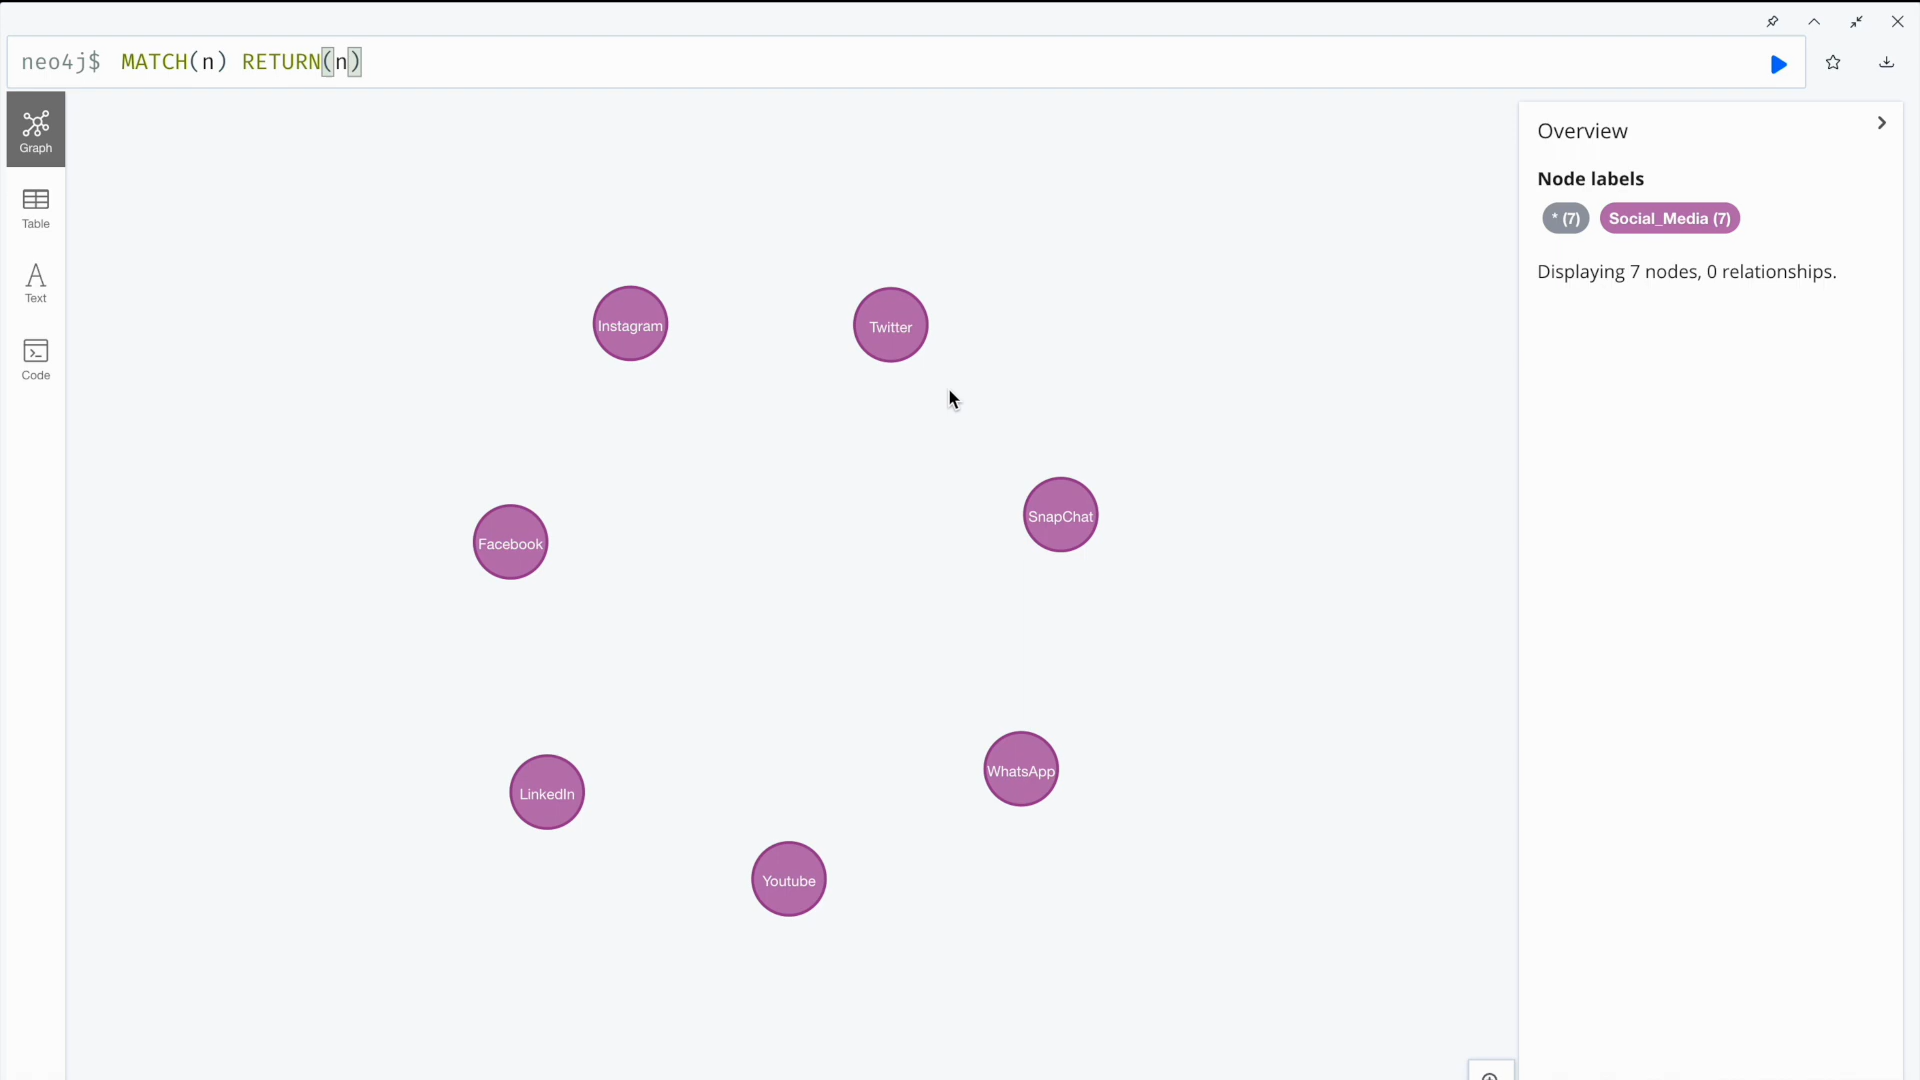 neo4j$ MATCH(n) RETURN(n)
Graph
Table
Text
Code
Instagram
Twitter
SnapChat
Facebook
WhatsApp
LinkedIn
Youtube
Overview
Node labels
* (7) Social_Media (7)
Displaying 7 nodes, 0 relationships.